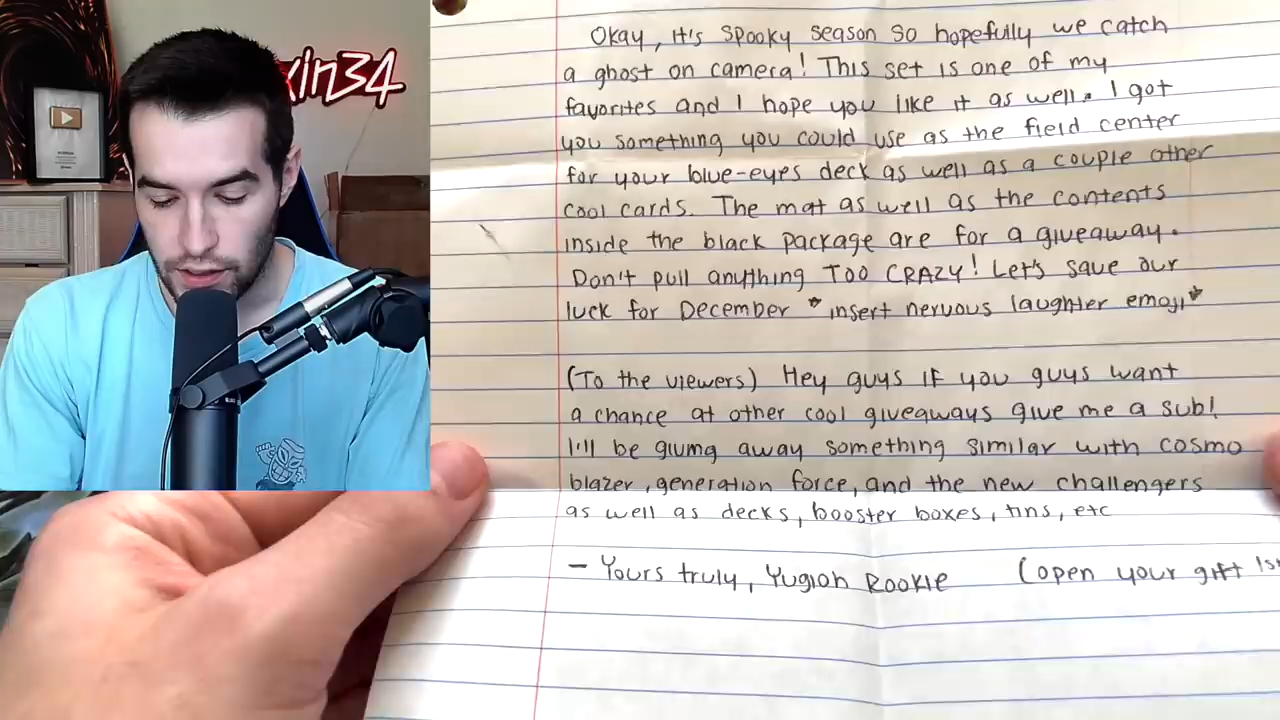 xin34
Okay, It's spooky season so hopefully we catch
a ghost on camera! This set is one of my
favorites and I hope you like it as well. I got
you something you could use as the field center
for your blue-eyes deck as well as a couple other
cool cards. The mat as well as the contents
inside the black package are for a giveaway.
Don't pull anything TOO CRAZY! Let's save our
luck for December *insert nervous laughter emoji*
(To the viewers) Hey guys if you guys want
a chance at other cool giveaways give me a sub!
I'll be giving away something similar with cosmo
blazer, generation force, and the new challengers
as well as decks, booster boxes, tins, etc
- Yours truly, Yugioh Rookie (open your gift 1s